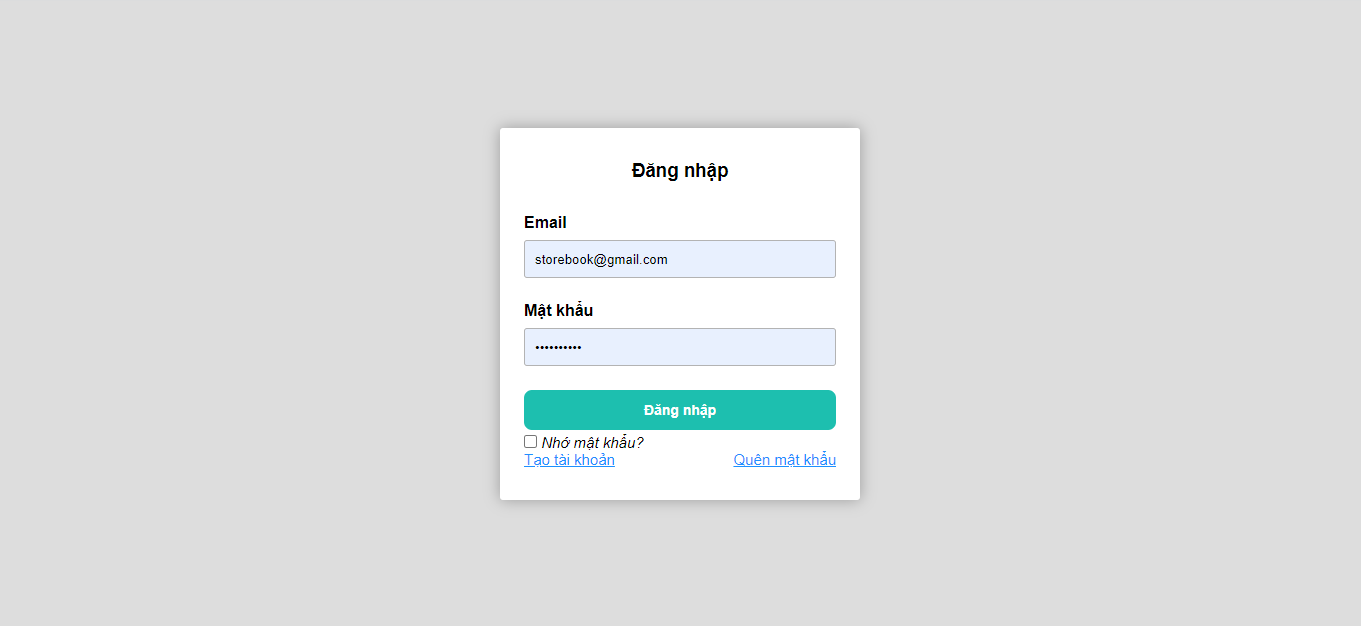 Đăng nhập
Email
storebook@gmail.com
Mật khẩu
••••••••••
Đăng nhập
Nhớ mật khẩu?
Tạo tài khoản Quên mật khẩu